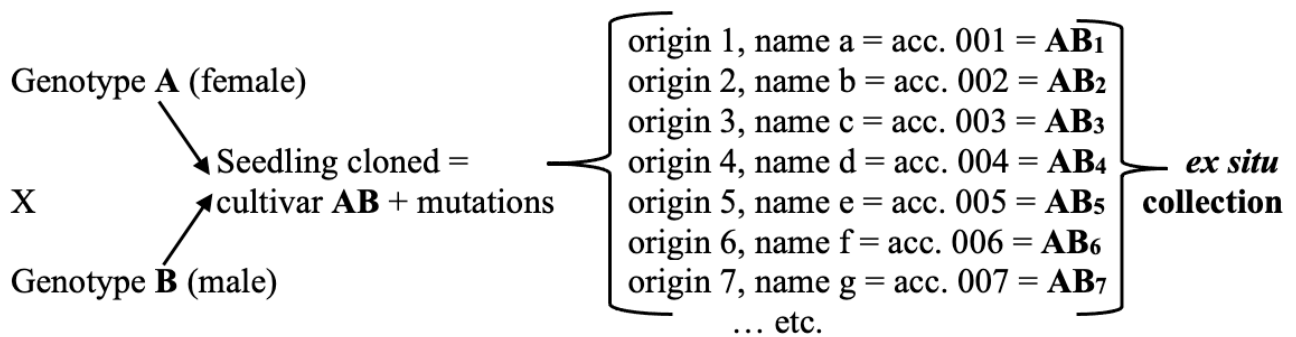 Genotype A (female)
X
Genotype B (male)
Seedling cloned =
cultivar AB + mutations
origin 1, name a = acc. 001 = AB₁
origin 2, name b = acc. 002 = AB₂
origin 3, name c = acc. 003 = AB₃
origin 4, name d = acc. 004 = AB₄
origin 5, name e = acc. 005 = AB₅
origin 6, name f = acc. 006 = AB₆
origin 7, name g = acc. 007 = AB₇
... etc.
ex situ
collection